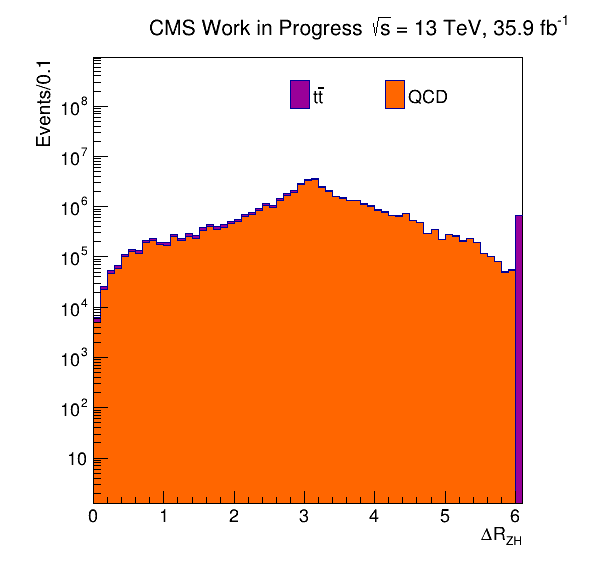 CMS Work in Progress √s = 13 TeV, 35.9 fb⁻¹
Events/0.1
tt̄ QCD
10⁸
10⁷
10⁶
10⁵
10⁴
10³
10²
10
0 1 2 3 4 5 6
ΔR_ZH